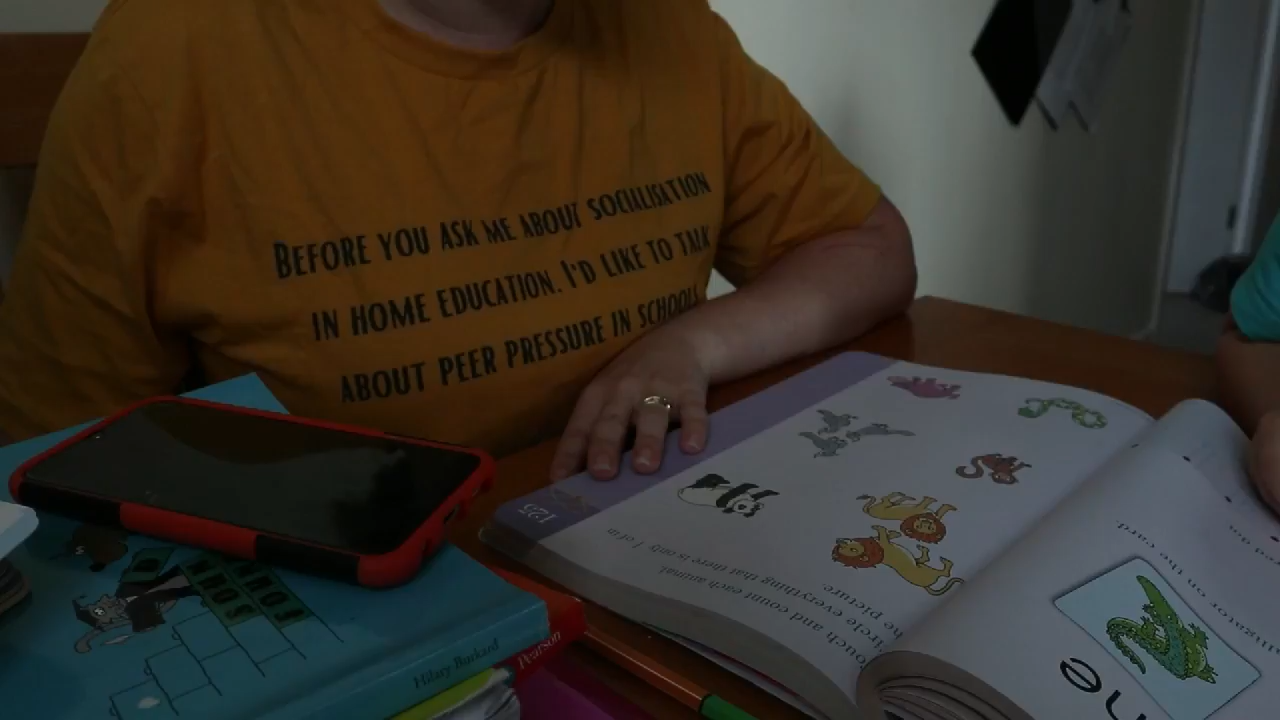 BEFORE YOU ASK ME ABOUT SOCIALISATION
IN HOME EDUCATION. I'D LIKE TO TALK
ABOUT PEER PRESSURE IN SCHOOLS
Hilary Burkard
Pearson
125
Touch and count each animal.
Circle everything that there is only 1 of in
the picture